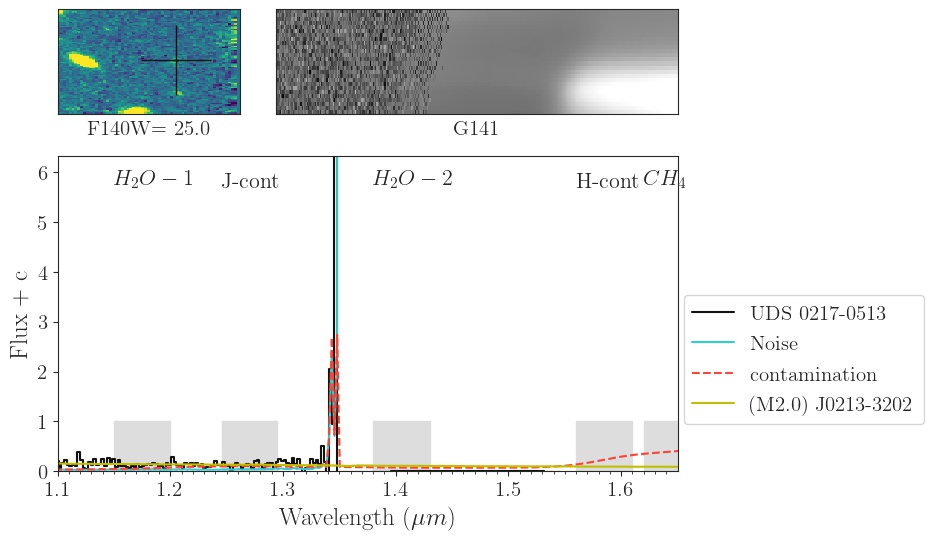 F140W= 25.0
G141
H₂O − 1
J-cont
H₂O − 2
H-cont
CH₄
6
5
4
3
2
1
0
Flux + c
1.1
1.2
1.3
1.4
1.5
1.6
Wavelength (μm)
UDS 0217-0513
Noise
contamination
(M2.0) J0213-3202